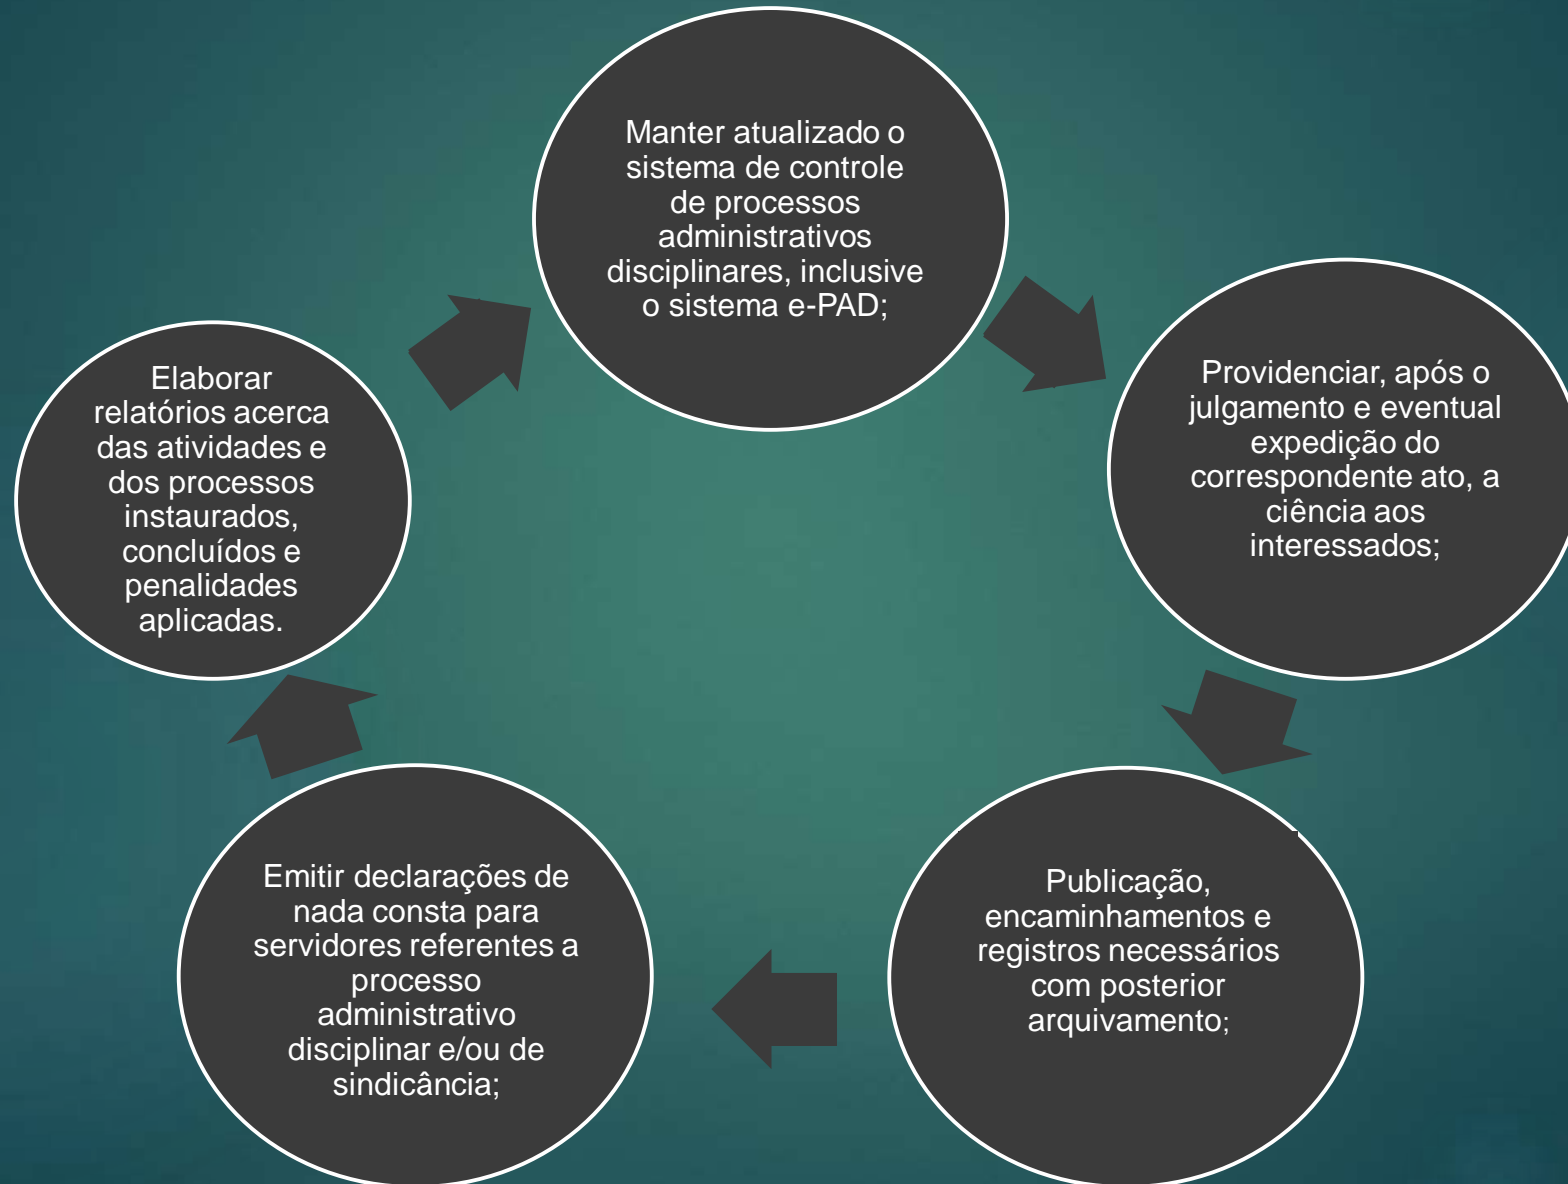 Manter atualizado o
sistema de controle
de processos
administrativos
disciplinares, inclusive
o sistema e-PAD;
Providenciar, após o
julgamento e eventual
expedição do
correspondente ato, a
ciência aos
interessados;
Publicação,
encaminhamentos e
registros necessários
com posterior
arquivamento;
Emitir declarações de
nada consta para
servidores referentes a
processo
administrativo
disciplinar e/ou de
sindicância;
Elaborar
relatórios acerca
das atividades e
dos processos
instaurados,
concluídos e
penalidades
aplicadas.